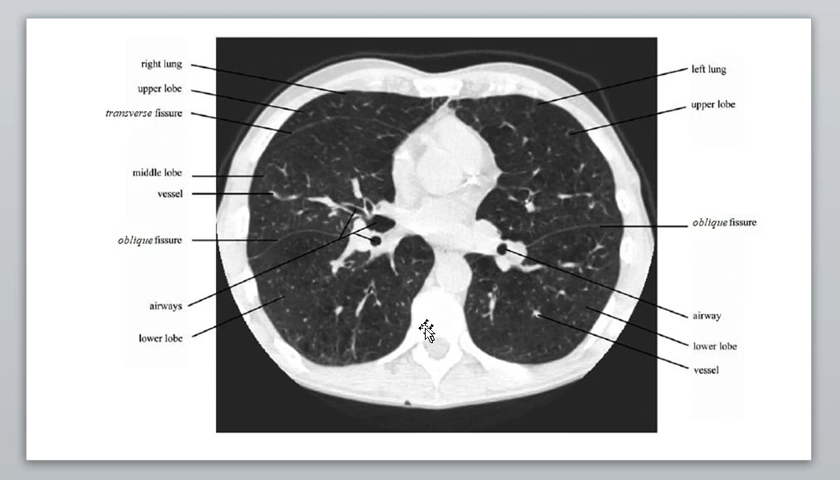 right lung
upper lobe
transverse fissure
middle lobe
vessel
oblique fissure
airways
lower lobe
left lung
upper lobe
oblique fissure
airway
lower lobe
vessel